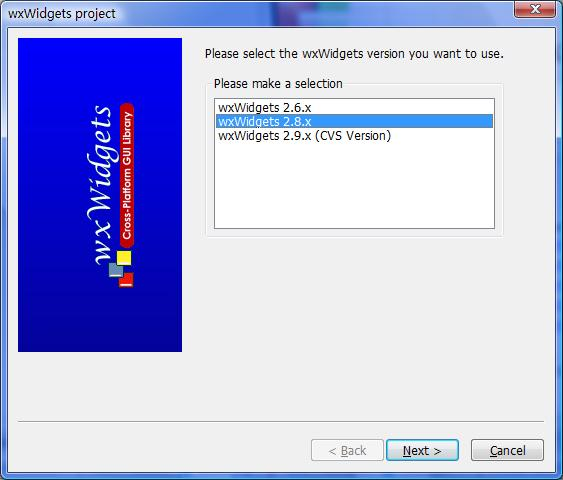 wxWidgets project
Please select the wxWidgets version you want to use.
Please make a selection
wxWidgets 2.6.x
wxWidgets 2.8.x
wxWidgets 2.9.x (CVS Version)
wxWidgets
Cross-Platform GUI Library
< Back
Next >
Cancel